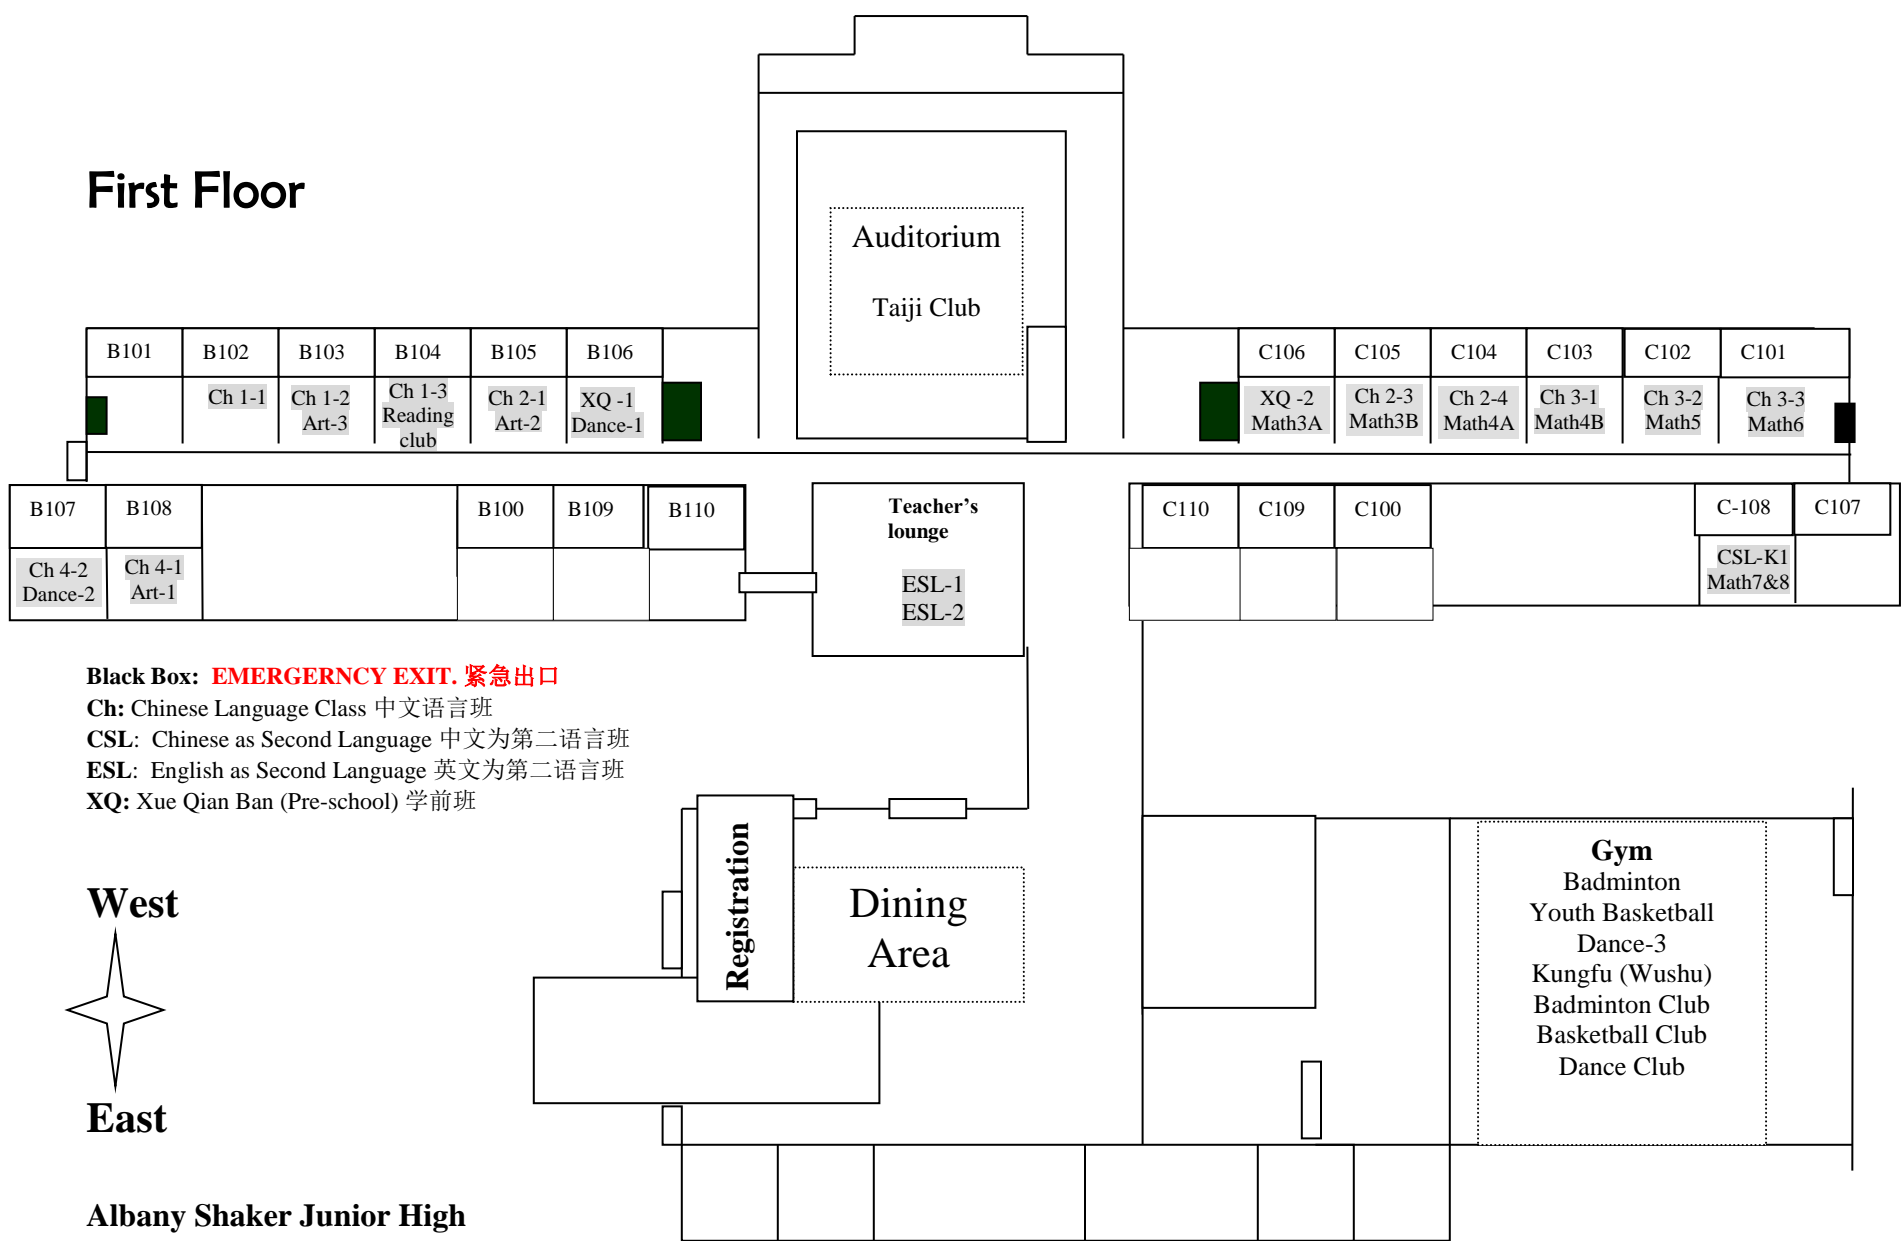 First Floor
Auditorium
Taiji Club
B101 B102 B103 B104 B105 B106
Ch 1-1
Ch 1-2
Art-3
Ch 1-3
Reading
club
Ch 2-1
Art-2
XQ -1
Dance-1
C106 C105 C104 C103 C102 C101
XQ -2
Math3A
Ch 2-3
Math3B
Ch 2-4
Math4A
Ch 3-1
Math4B
Ch 3-2
Math5
Ch 3-3
Math6
B107 B108 B100 B109 B110
Ch 4-2
Dance-2
Ch 4-1
Art-1
Teacher’s
lounge
ESL-1
ESL-2
C110 C109 C100 C-108 C107
CSL-K1
Math7&8
Black Box: EMERGERNCY EXIT. 紧急出口
Ch: Chinese Language Class 中文语言班
CSL: Chinese as Second Language 中文为第二语言班
ESL: English as Second Language 英文为第二语言班
XQ: Xue Qian Ban (Pre-school) 学前班
Registration
Dining
Area
Gym
Badminton
Youth Basketball
Dance-3
Kungfu (Wushu)
Badminton Club
Basketball Club
Dance Club
West
East
Albany Shaker Junior High